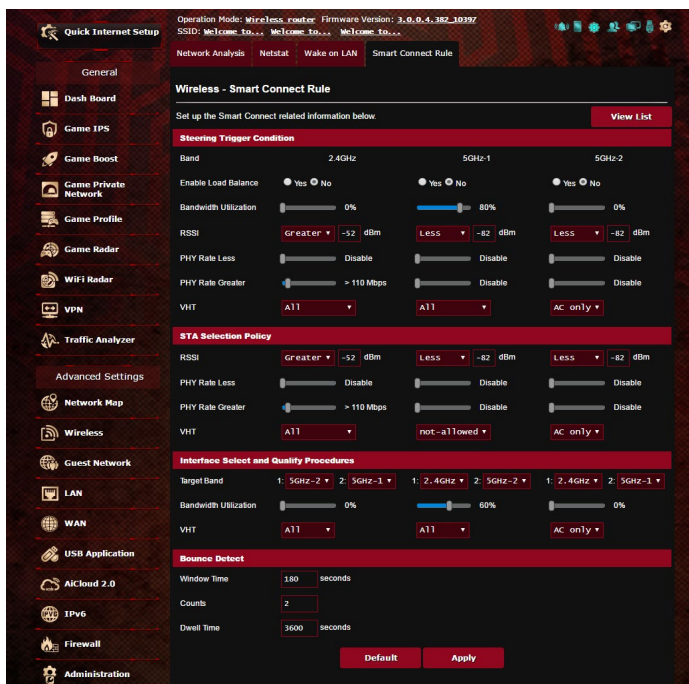 Quick Internet Setup
General
Dash Board
Game IPS
Game Boost
Game Private
Network
Game Profile
Game Radar
WiFi Radar
VPN
Traffic Analyzer
Advanced Settings
Network Map
Wireless
Guest Network
LAN
WAN
USB Application
AiCloud 2.0
IPv6
Firewall
Administration
Operation Mode: Wireless router Firmware Version: 3.0.0.4.382_10397
SSID: Welcome to... Welcome to... Welcome to...
Network Analysis Netstat Wake on LAN Smart Connect Rule
Wireless - Smart Connect Rule
Set up the Smart Connect related information below. View List
Steering Trigger Condition
Band 2.4GHz 5GHz-1 5GHz-2
Enable Load Balance Yes No Yes No Yes No
Bandwidth Utilization 0% 80% 0%
RSSI Greater -52 dBm Less -82 dBm Less -82 dBm
PHY Rate Less Disable Disable Disable
PHY Rate Greater > 110 Mbps Disable Disable
VHT All All AC only
STA Selection Policy
RSSI Greater -52 dBm Less -82 dBm Less -82 dBm
PHY Rate Less Disable Disable Disable
PHY Rate Greater > 110 Mbps Disable Disable
VHT All not-allowed AC only
Interface Select and Quality Procedures
Target Band 1: 5GHz-2 2: 5GHz-1 1: 2.4GHz 2: 5GHz-2 1: 2.4GHz 2: 5GHz-1
Bandwidth Utilization 0% 60% 0%
VHT All All AC only
Bounce Detect
Window Time 180 seconds
Counts 2
Dwell Time 3600 seconds
Default Apply